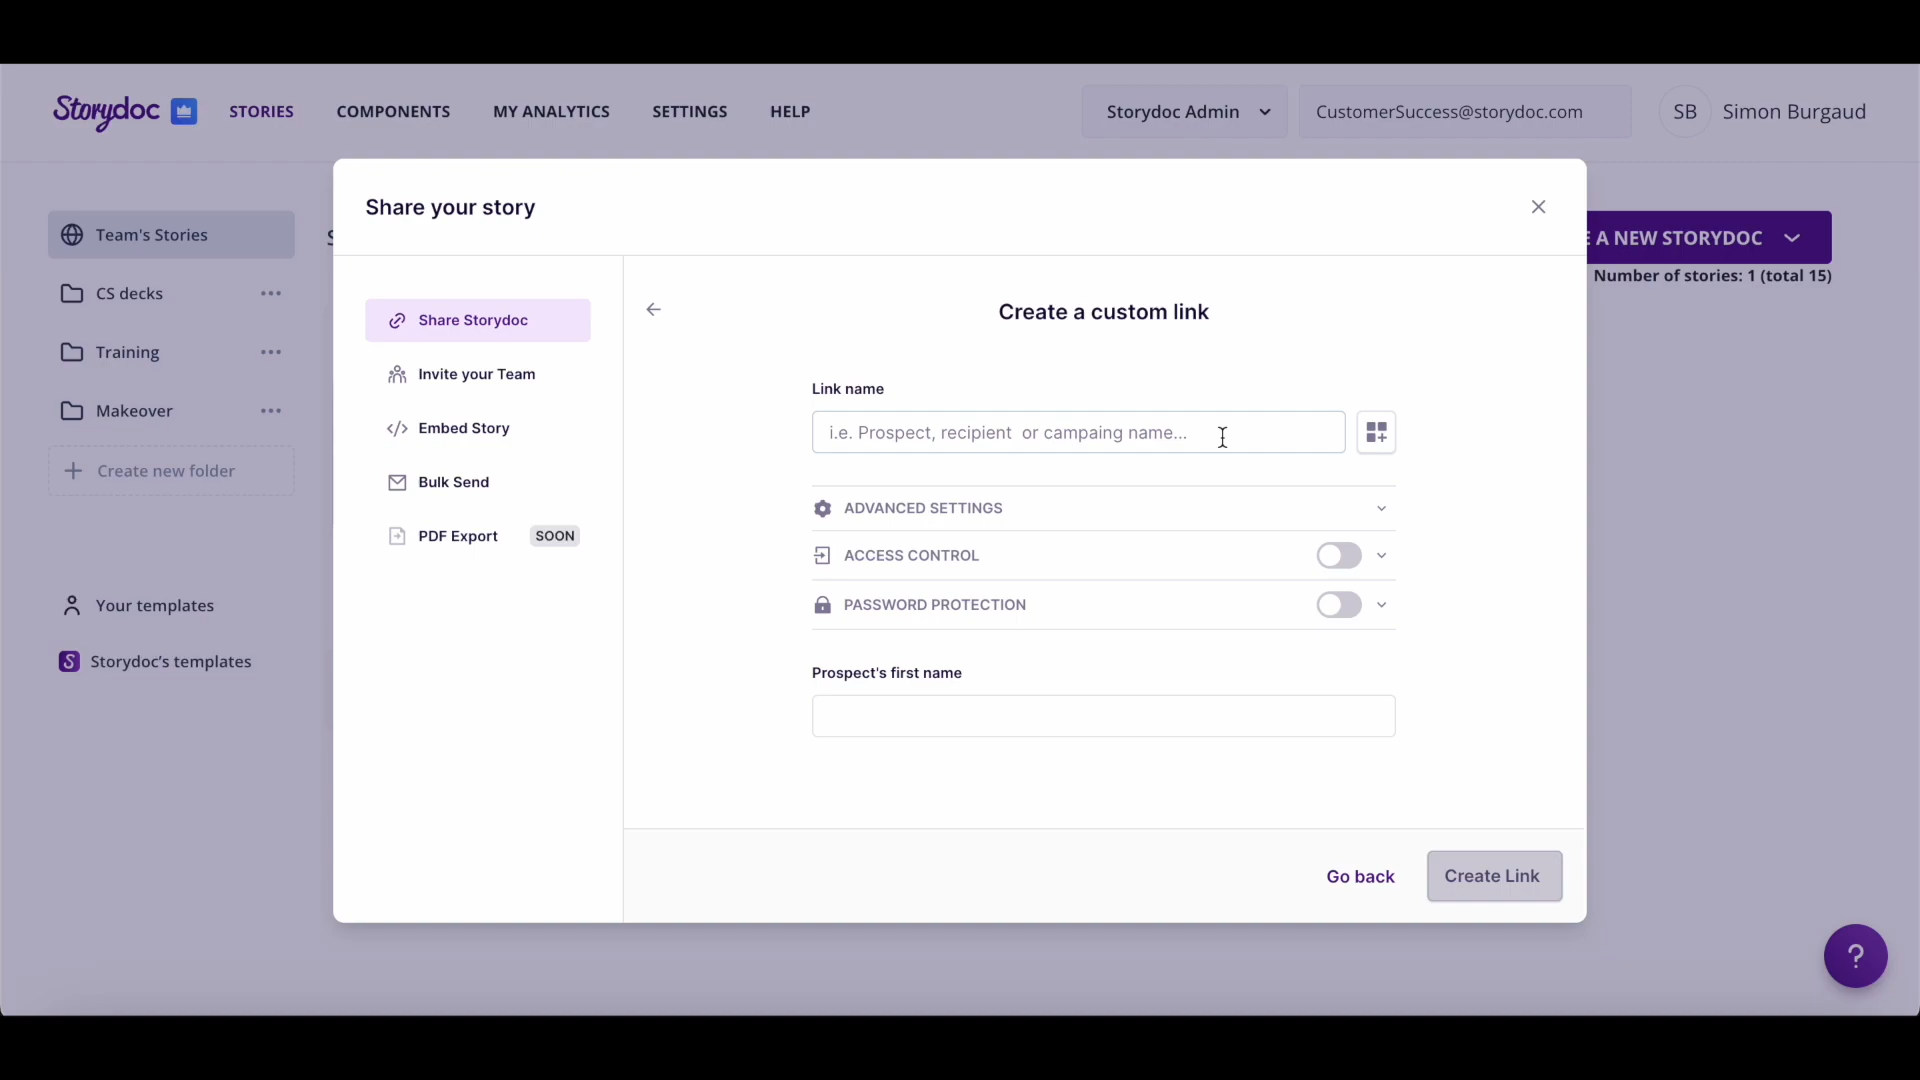 Storydoc STORIES COMPONENTS MY ANALYTICS SETTINGS HELP Storydoc Admin CustomerSuccess@storydoc.com SB Simon Burgaud
Share your story
Team's Stories
CS decks
Training
Makeover
Create new folder
Your templates
S Storydoc's templates
A NEW STORYDOC
Number of stories: 1 (total 15)
Share Storydoc
Invite your Team
Embed Story
Bulk Send
PDF Export SOON
Create a custom link
Link name
i.e. Prospect, recipient or campaing name...
ADVANCED SETTINGS
ACCESS CONTROL
PASSWORD PROTECTION
Prospect's first name
Go back Create Link
?